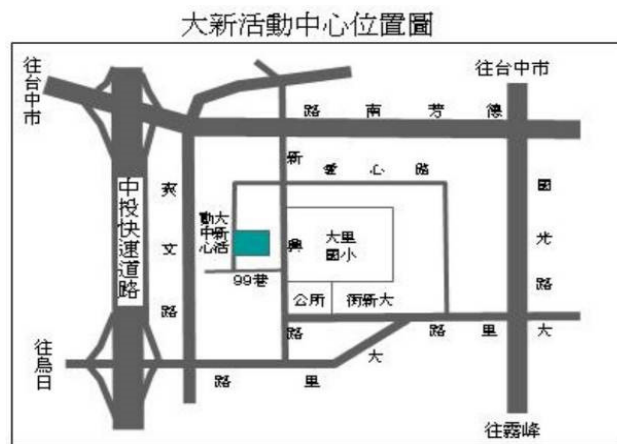 大新活動中心位置圖
往台中市
往台中市
德芳南路
愛心路
新興路
國光路
中投快速道路
爽文路
大新活動中心
大里國小
99巷
公所
大新街
大里路
大里路
往烏日
往霧峰